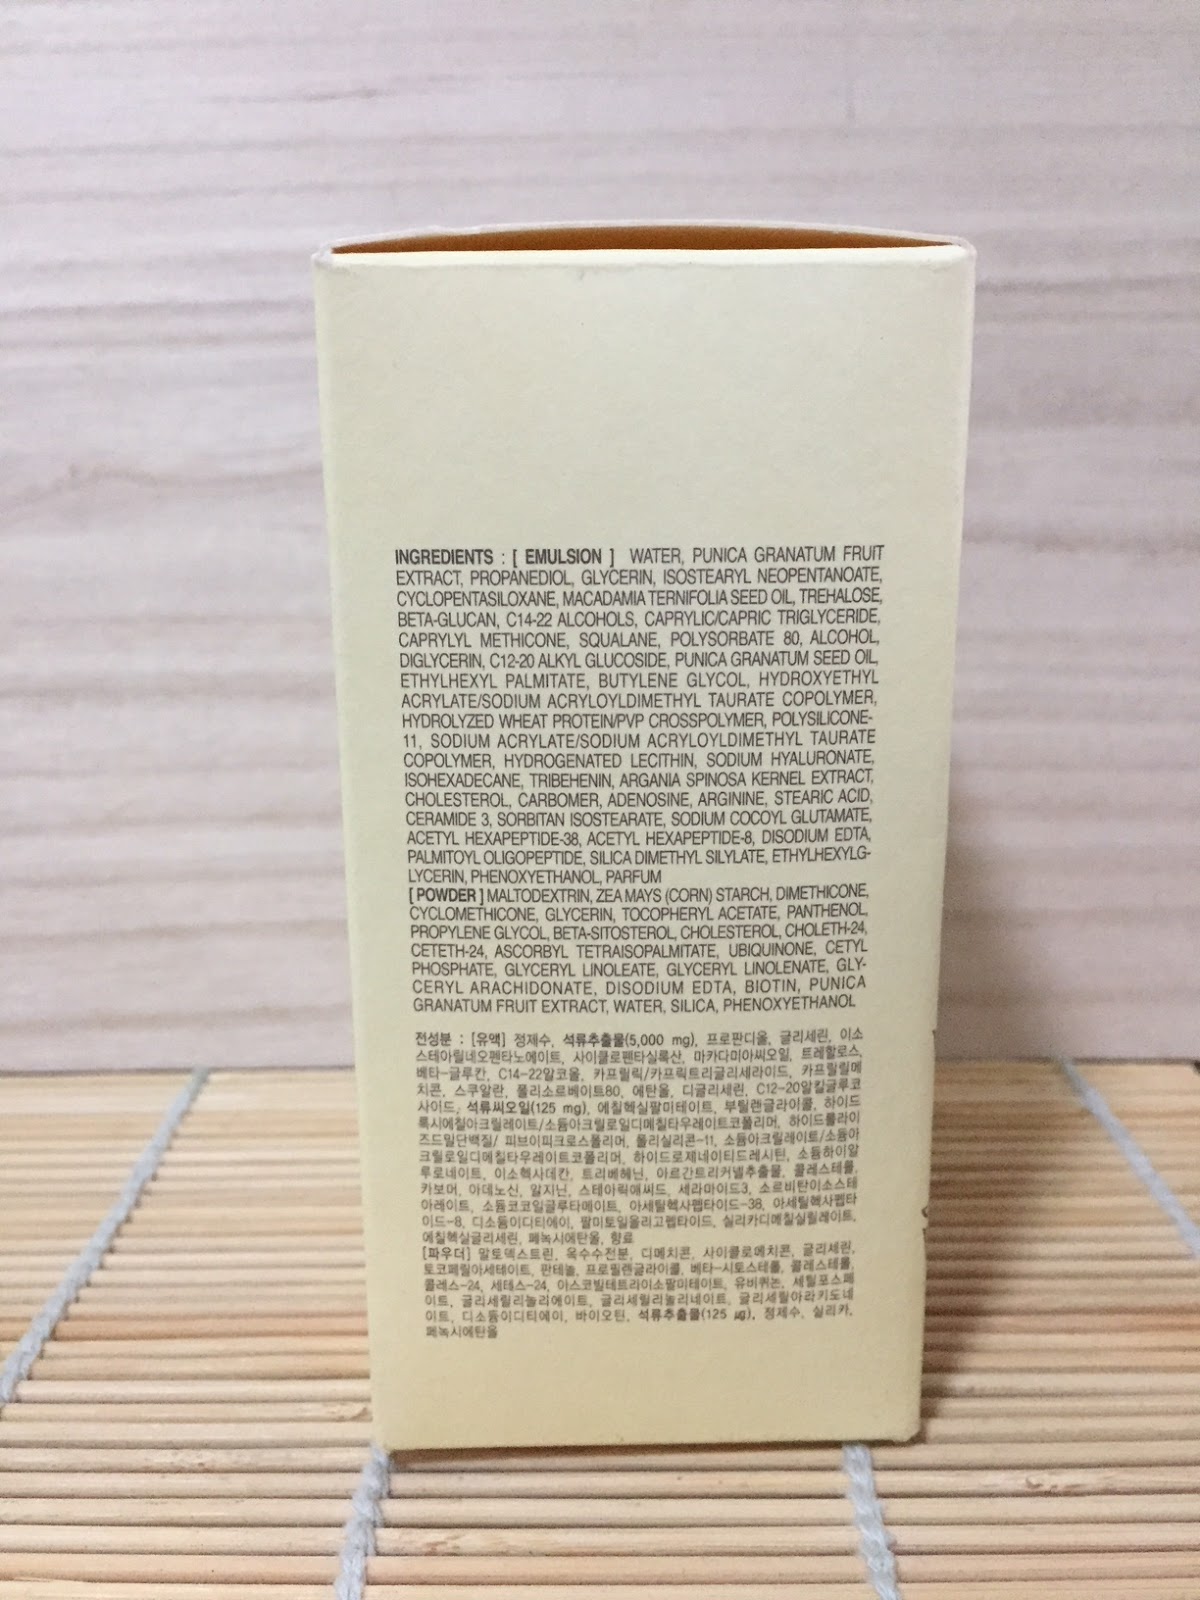 INGREDIENTS : [ EMULSION ] WATER, PUNICA GRANATUM FRUIT
EXTRACT, PROPANEDIOL, GLYCERIN, ISOSTEARYL NEOPENTANOATE,
CYCLOPENTASILOXANE, MACADAMIA TERNIFOLIA SEED OIL, TREHALOSE,
BETA-GLUCAN, C14-22 ALCOHOLS, CAPRYLIC/CAPRIC TRIGLYCERIDE,
CAPRYLYL METHICONE, SQUALANE, POLYSORBATE 80, ALCOHOL,
DIGLYCERIN, C12-20 ALKYL GLUCOSIDE, PUNICA GRANATUM SEED OIL,
ETHYLHEXYL PALMITATE, BUTYLENE GLYCOL, HYDROXYETHYL
ACRYLATE/SODIUM ACRYLOYLDIMETHYL TAURATE COPOLYMER,
HYDROLYZED WHEAT PROTEIN/PVP CROSSPOLYMER, POLYSILICONE-
11, SODIUM ACRYLATE/SODIUM ACRYLOYLDIMETHYL TAURATE
COPOLYMER, HYDROGENATED LECITHIN, SODIUM HYALURONATE,
ISOHEXADECANE, TRIBEHENIN, ARGANIA SPINOSA KERNEL EXTRACT,
CHOLESTEROL, CARBOMER, ADENOSINE, ARGININE, STEARIC ACID,
CERAMIDE 3, SORBITAN ISOSTEARATE, SODIUM COCOYL GLUTAMATE,
ACETYL HEXAPEPTIDE-38, ACETYL HEXAPEPTIDE-8, DISODIUM EDTA,
PALMITOYL OLIGOPEPTIDE, SILICA DIMETHYL SILYLATE, ETHYLHEXYLG-
LYCERIN, PHENOXYETHANOL, PARFUM
[ POWDER ] MALTODEXTRIN, ZEA MAYS (CORN) STARCH, DIMETHICONE,
CYCLOMETHICONE, GLYCERIN, TOCOPHERYL ACETATE, PANTHENOL,
PROPYLENE GLYCOL, BETA-SITOSTEROL, CHOLESTEROL, CHOLETH-24,
CETETH-24, ASCORBYL TETRAISOPALMITATE, UBIQUINONE, CETYL
PHOSPHATE, GLYCERYL LINOLEATE, GLYCERYL LINOLENATE, GLY-
CERYL ARACHIDONATE, DISODIUM EDTA, BIOTIN, PUNICA
GRANATUM FRUIT EXTRACT, WATER, SILICA, PHENOXYETHANOL
전성분 : [유액] 정제수, 석류추출물(5,000 mg), 프로판디올, 글리세린, 이소
스테아릴네오펜타노에이트, 사이클로펜타실록산, 마카다미아씨오일, 트레할로스,
베타-글루칸, C14-22알코올, 카프릴릭/카프릭트리글리세라이드, 카프릴릴메
치콘, 스쿠알란, 폴리소르베이트80, 에탄올, 디글리세린, C12-20알킬글루코
사이드, 석류씨오일(125 mg), 에칠헥실팔미테이트, 부틸렌글라이콜, 하이드
록시에칠아크릴레이트/소듐아크릴로일디메칠타우레이트코폴리머, 하이드롤라이
즈드밀단백질/ 피브이피크로스폴리머, 폴리실리콘-11, 소듐아크릴레이트/소듐아
크릴로일디메칠타우레이트코폴리머, 하이드로제네이티드레시틴, 소듐하이알
루로네이트, 이소헥사데칸, 트리베헤닌, 아르간트리커넬추출물, 콜레스테롤,
카보머, 아데노신, 알지닌, 스테아릭애씨드, 세라마이드3, 소르비탄이소스테
아레이트, 소듐코코일글루타메이트, 아세틸헥사펩타이드-38, 아세틸헥사펩타
이드-8, 디소듐이디티에이, 팔미토일올리고펩타이드, 실리카디메칠실릴레이트,
에칠헥실글리세린, 페녹시에탄올, 향료
[파우더] 말토덱스트린, 옥수수전분, 디메치콘, 사이클로메치콘, 글리세린,
토코페릴아세테이트, 판테놀, 프로필렌글라이콜, 베타-시토스테롤, 콜레스테롤,
콜레스-24, 세테스-24, 아스코빌테트라이소팔미테이트, 유비퀴논, 세틸포스페
이트, 글리세릴리놀리에이트, 글리세릴리놀리네이트, 글리세릴아라키도네
이트, 디소듐이디티에이, 바이오틴, 석류추출물(125 ㎍), 정제수, 실리카,
페녹시에탄올